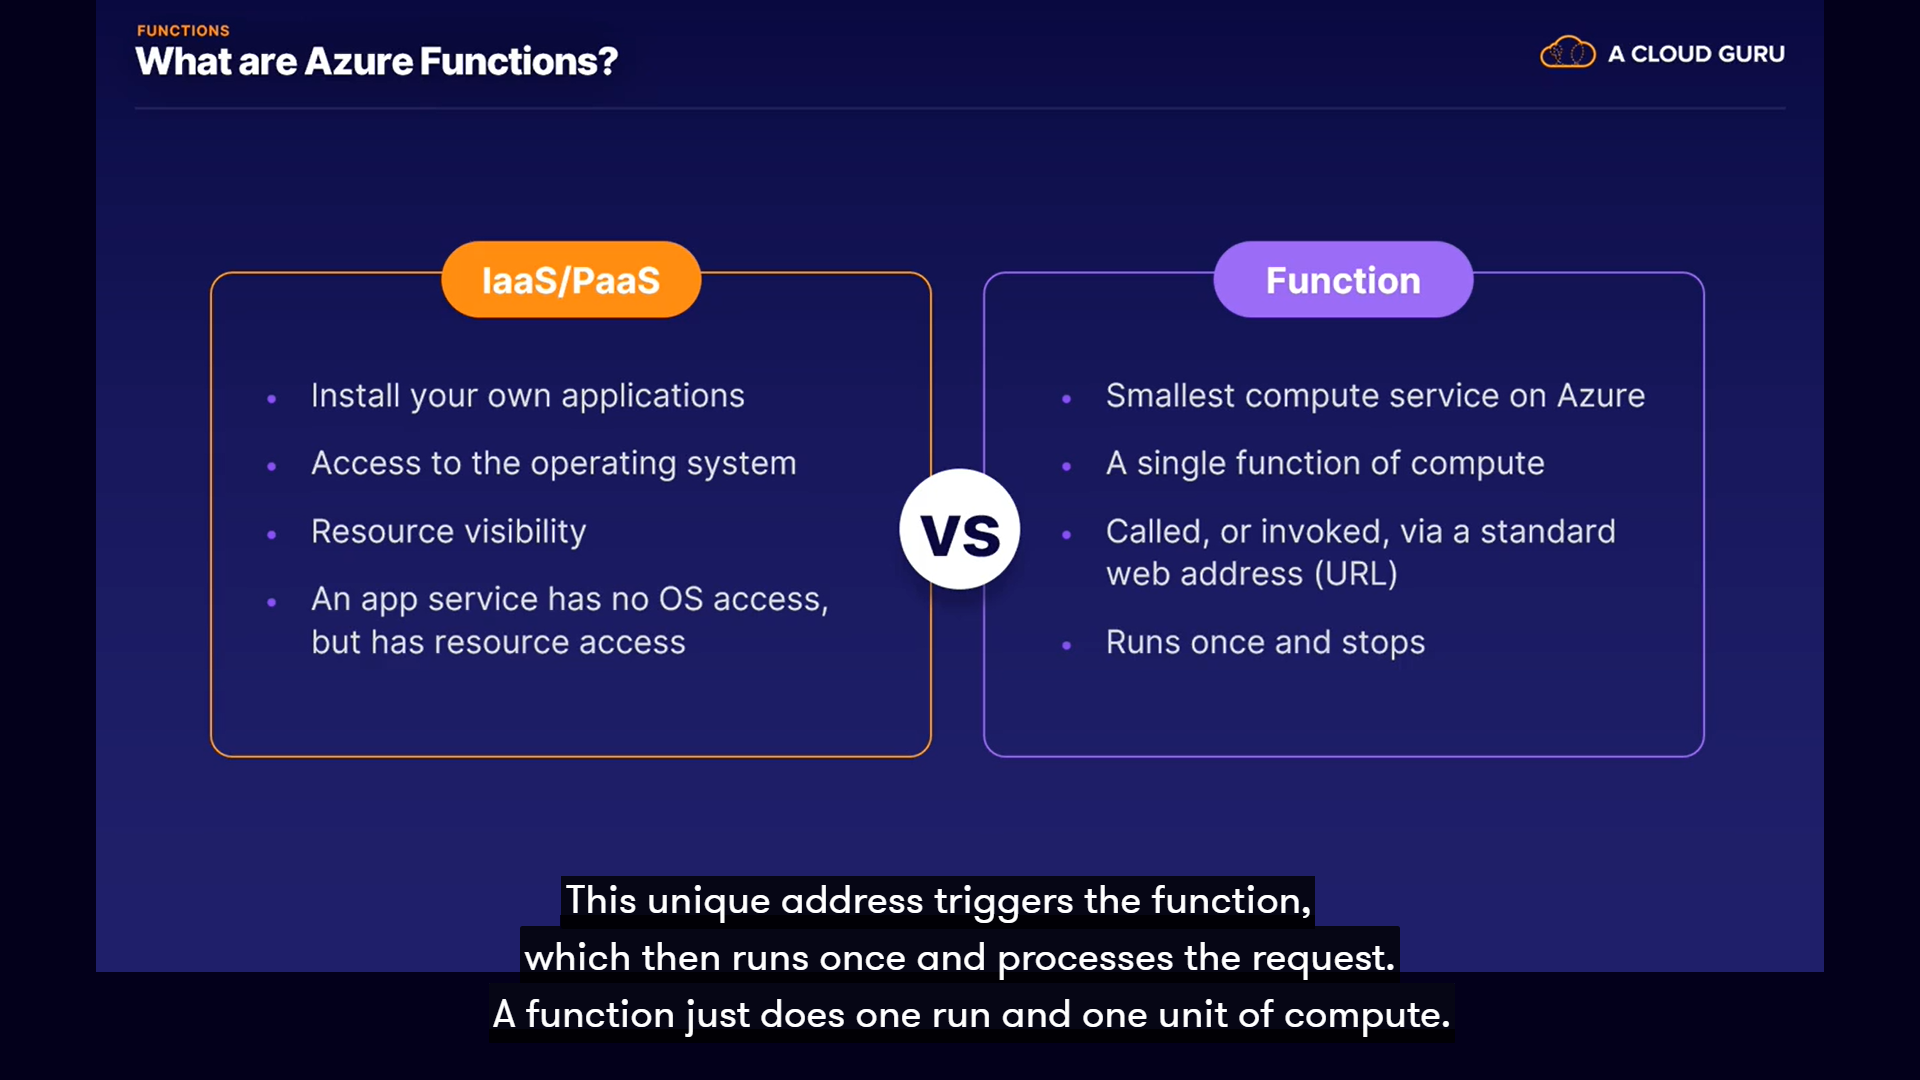 FUNCTIONS
What are Azure Functions?
A CLOUD GURU
IaaS/PaaS
Install your own applications
Access to the operating system
Resource visibility
An app service has no OS access,
but has resource access
VS
Function
Smallest compute service on Azure
A single function of compute
Called, or invoked, via a standard
web address (URL)
Runs once and stops
This unique address triggers the function,
which then runs once and processes the request.
A function just does one run and one unit of compute.